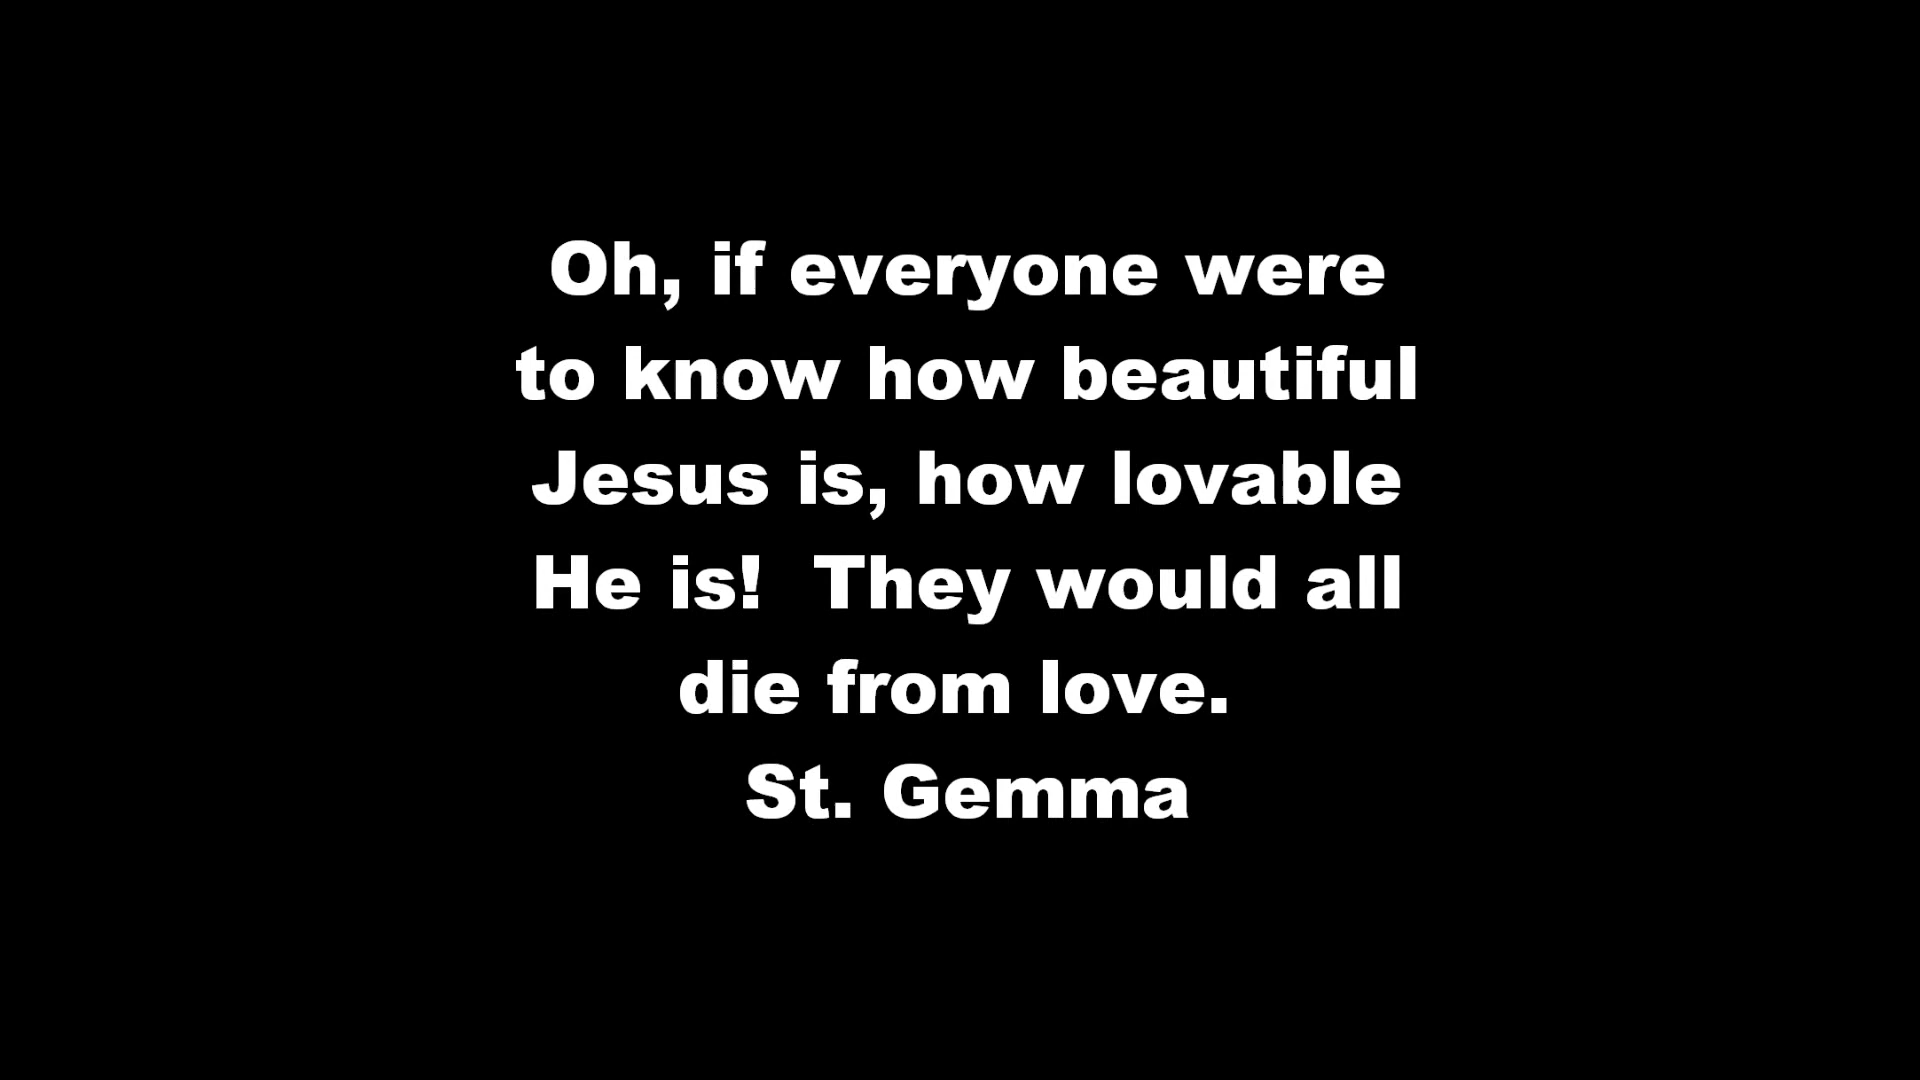 Oh, if everyone were
to know how beautiful
Jesus is, how lovable
He is!  They would all
die from love.
St. Gemma